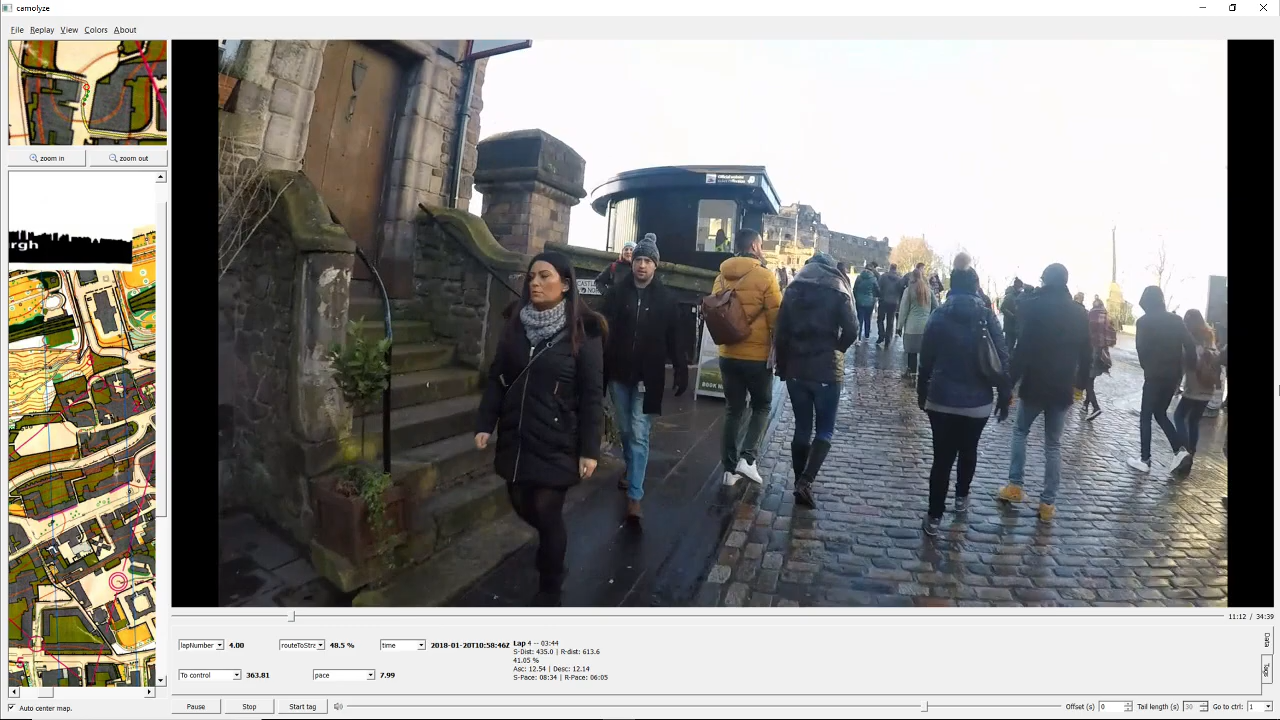 camolyze
File Replay View Colors About
zoom in zoom out
rgh
CASTLE
BOOK N
11:12 / 34:39
lapNumber 4.00 routeToStra 48.5 % time 2018-01-20T10:58:46Z
To control 363.81 pace 7.99
Lap 4 -- 03:44
S-Dist: 435.0 | R-dist: 613.6
41.05 %
Asc: 12.54 | Desc: 12.14
S-Pace: 08:34 | R-Pace: 06:05
Data
Tags
Auto center map.
Pause Stop Start tag Offset (s) 0 Tail length (s) 30 Go to ctrl: 1